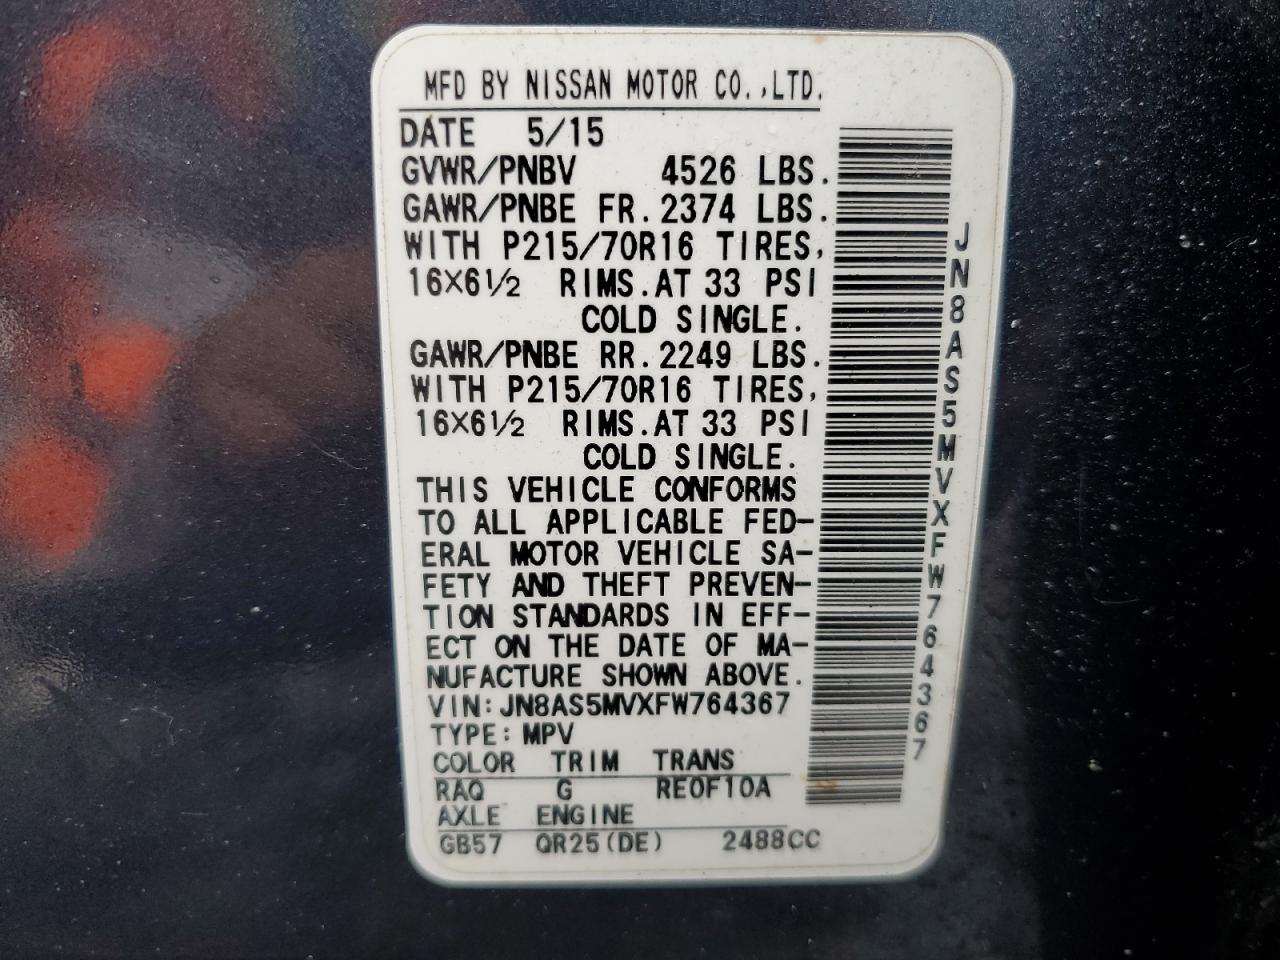 MFD BY NISSAN MOTOR CO.,LTD.
DATE 5/15
GVWR/PNBV 4526 LBS.
GAWR/PNBE FR. 2374 LBS.
WITH P215/70R16 TIRES,
16X6½ RIMS. AT 33 PSI
COLD SINGLE.
GAWR/PNBE RR. 2249 LBS.
WITH P215/70R16 TIRES,
16X6½ RIMS. AT 33 PSI
COLD SINGLE.
THIS VEHICLE CONFORMS
TO ALL APPLICABLE FED-
ERAL MOTOR VEHICLE SA-
FETY AND THEFT PREVEN-
TION STANDARDS IN EFF-
ECT ON THE DATE OF MA-
NUFACTURE SHOWN ABOVE.
VIN: JN8AS5MVXFW764367
TYPE: MPV
COLOR TRIM TRANS
RAQ G RE0F10A
AXLE ENGINE
GB57 QR25(DE) 2488CC
JN8AS5MVXFW764367